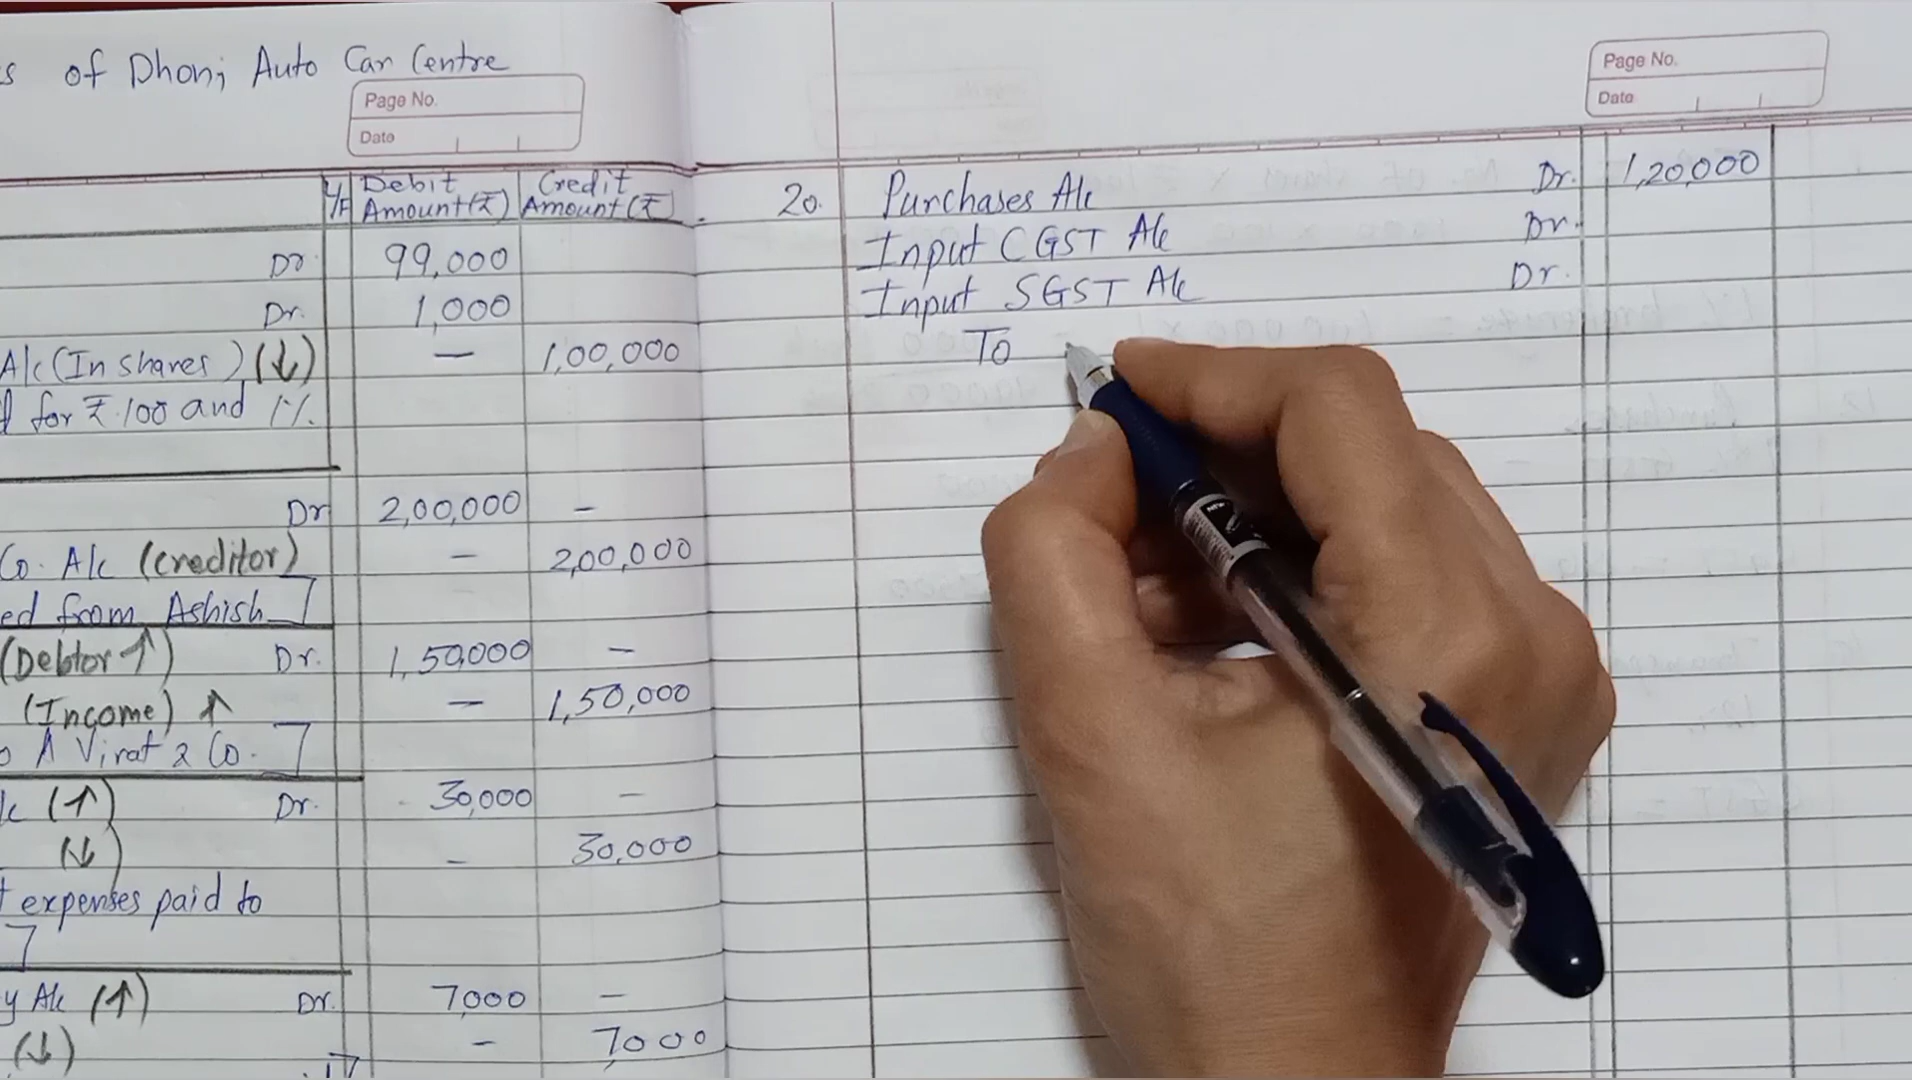 s of Dhoni Auto Car Centre
Page No.
Date
L/F Debit Amount (₹) Credit Amount (₹)
Dr. 99,000
Dr. 1,000
A/c (In shares) (↓) — 1,00,000
for ₹.100 and 1%.
Dr 2,00,000 —
Co. A/c (creditor) — 2,00,000
ed from Ashish ]
(Debtor ↑) Dr. 1,50,000 —
(Income) ↑ — 1,50,000
o A Virat & Co. ]
(↑) Dr. 30,000 —
(↓) — 30,000
t expenses paid to
]
y A/c (↑) Dr. 7000 —
(↓) — 7,000
Page No.
Date
20. Purchases A/c Dr. 1,20,000
Input CGST A/c Dr.
Input SGST A/c Dr.
To